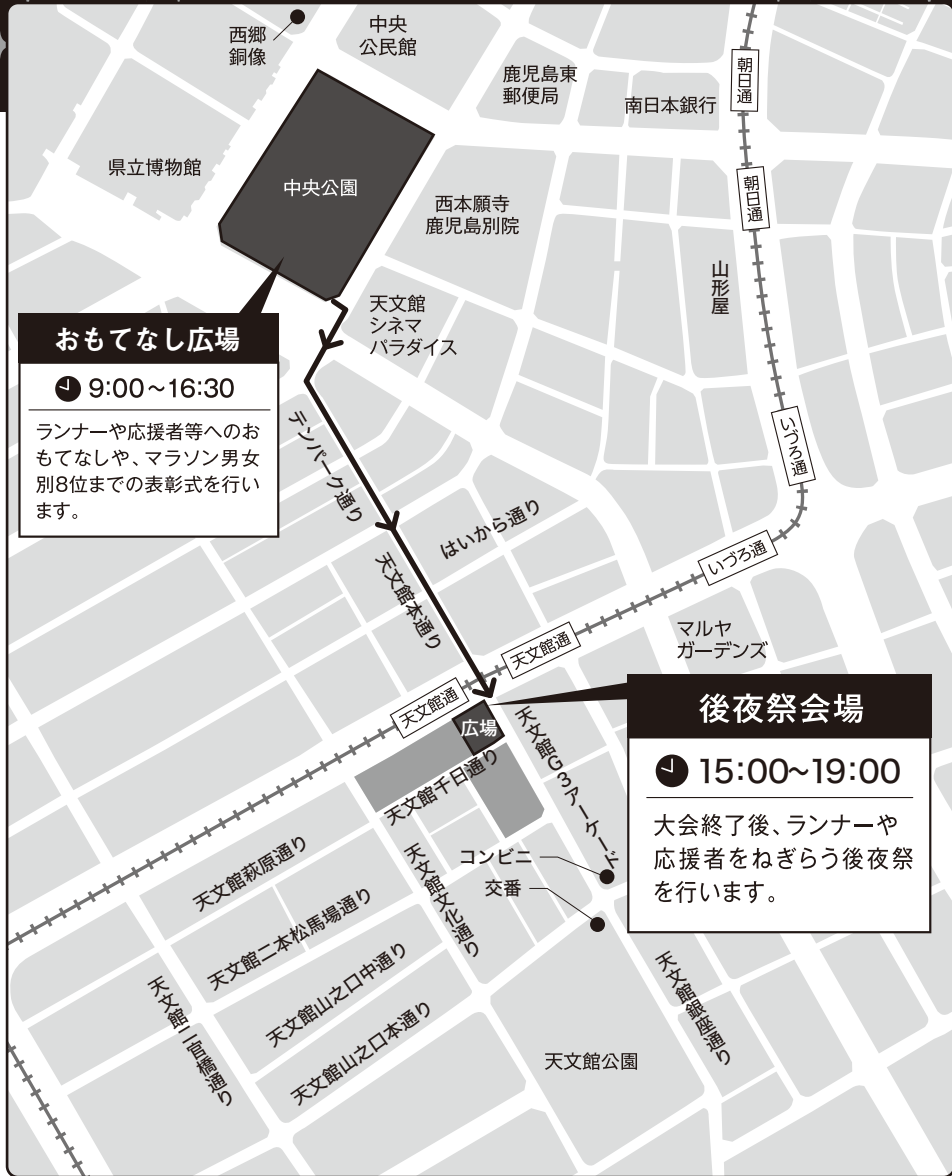 西郷
銅像
中央
公民館
鹿児島東
郵便局
南日本銀行
朝日通
朝日通
県立博物館
中央公園
西本願寺
鹿児島別院
山形屋
天文館
シネマ
パラダイス
おもてなし広場
9:00～16:30
ランナーや応援者等へのお
もてなしや、マラソン男女
別8位までの表彰式を行い
ます。
テンパーク通り
いづろ通
はいから通り
いづろ通
天文館本通り
天文館通
マルヤ
ガーデンズ
天文館通
広場
天文館G3アーケード
後夜祭会場
15:00～19:00
大会終了後、ランナーや
応援者をねぎらう後夜祭
を行います。
天文館千日通り
コンビニ
交番
天文館萩原通り
天文館文化通り
天文館二本松馬場通り
天文館山之口中通り
天文館銀座通り
天文館二官橋通り
天文館山之口本通り
天文館公園